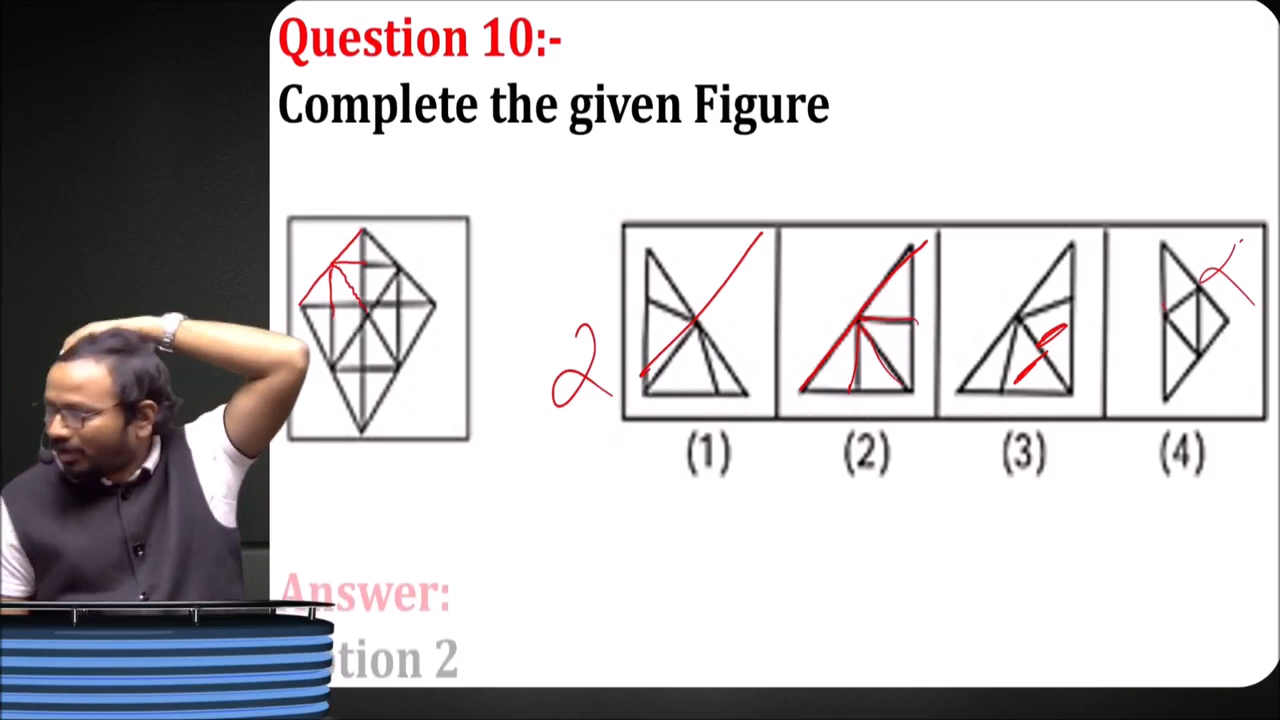 Question 10:-
Complete the given Figure
2
(1) (2) (3) (4)
Answer:
tion 2